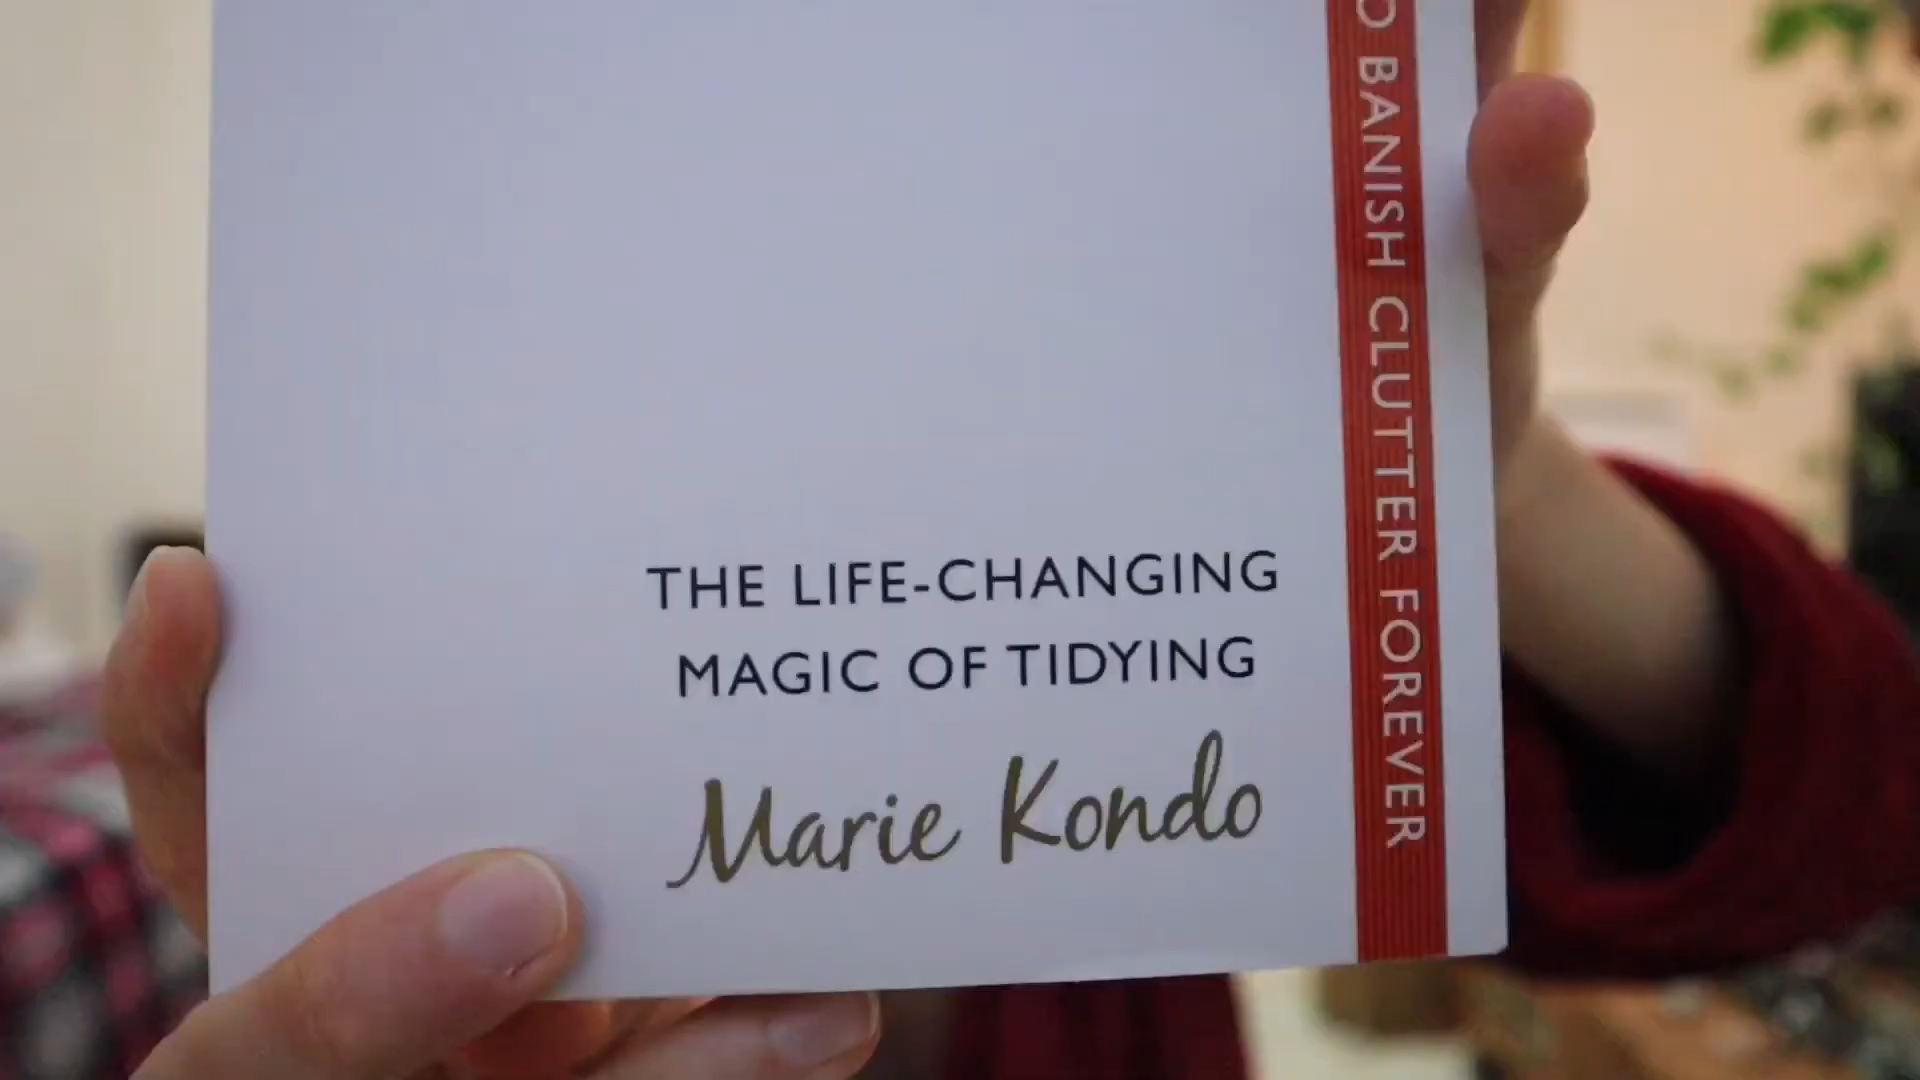 THE LIFE-CHANGING
MAGIC OF TIDYING
Marie Kondo
BANISH CLUTTER FOREVER